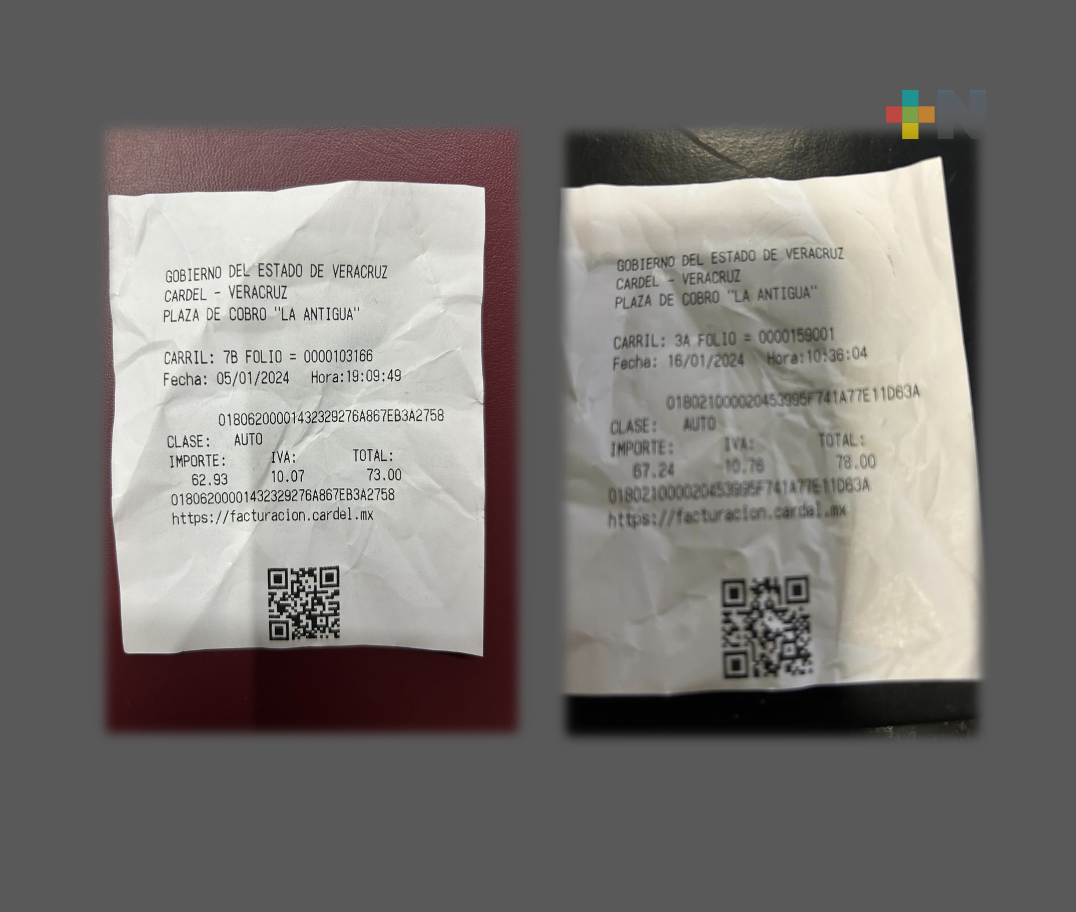 +N
GOBIERNO DEL ESTADO DE VERACRUZ
CARDEL - VERACRUZ
PLAZA DE COBRO "LA ANTIGUA"
CARRIL: 7B FOLIO = 0000103166
Fecha: 05/01/2024 Hora:19:09:49
01806200001432329276A867EB3A2758
CLASE: AUTO
IMPORTE: IVA: TOTAL:
62.93 10.07 73.00
01806200001432329276A867EB3A2758
https://facturacion.cardel.mx
GOBIERNO DEL ESTADO DE VERACRUZ
CARDEL - VERACRUZ
PLAZA DE COBRO "LA ANTIGUA"
CARRIL: 3A FOLIO = 0000159001
Fecha: 16/01/2024 Hora:10:36:04
018021000020453995F741A77E11D63A
CLASE: AUTO
IMPORTE: IVA: TOTAL:
67.24 10.76 78.00
018021000020453995F741A77E11D63A
https://facturacion.cardel.mx